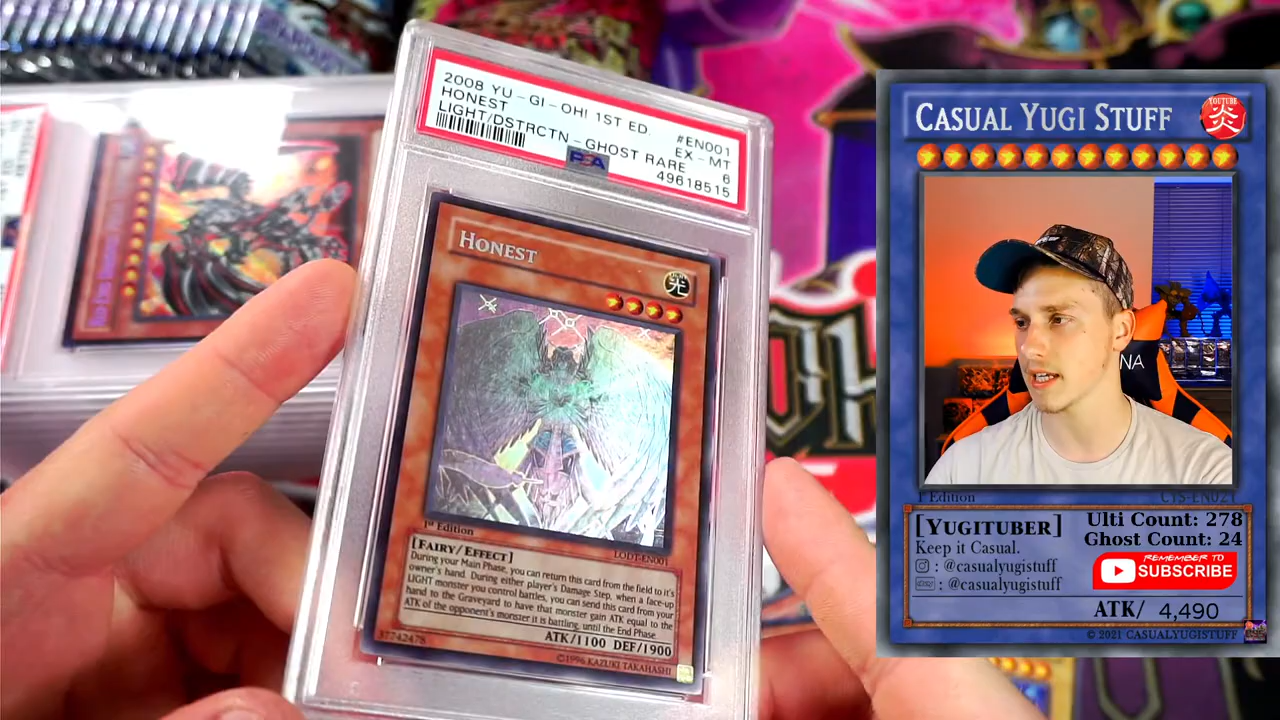 2008 YU-GI-OH! 1ST ED. #EN001
HONEST EX-MT
LIGHT/DSTRCTN-GHOST RARE 6
PSA 49618515
HONEST
光
1st Edition LODT-EN001
[FAIRY/EFFECT]
During your Main Phase, you can return this card from the field to it's
owner's hand. During either player's Damage Step, when a face-up
LIGHT monster you control battles, you can send this card from your
hand to the Graveyard to have that monster gain ATK equal to the
ATK of the opponent's monster it is battling, until the End Phase.
ATK/1100 DEF/1900
37742478 ©1996 KAZUKI TAKAHASHI
CASUAL YUGI STUFF
YOUTUBE
炎
NA
1st Edition CYS-EN021
[YUGITUBER]
Keep it Casual.
: @casualyugistuff
: @casualyugistuff
Ulti Count: 278
Ghost Count: 24
REMEMBER TO
SUBSCRIBE
ATK/ 4,490
© 2021 CASUALYUGISTUFF